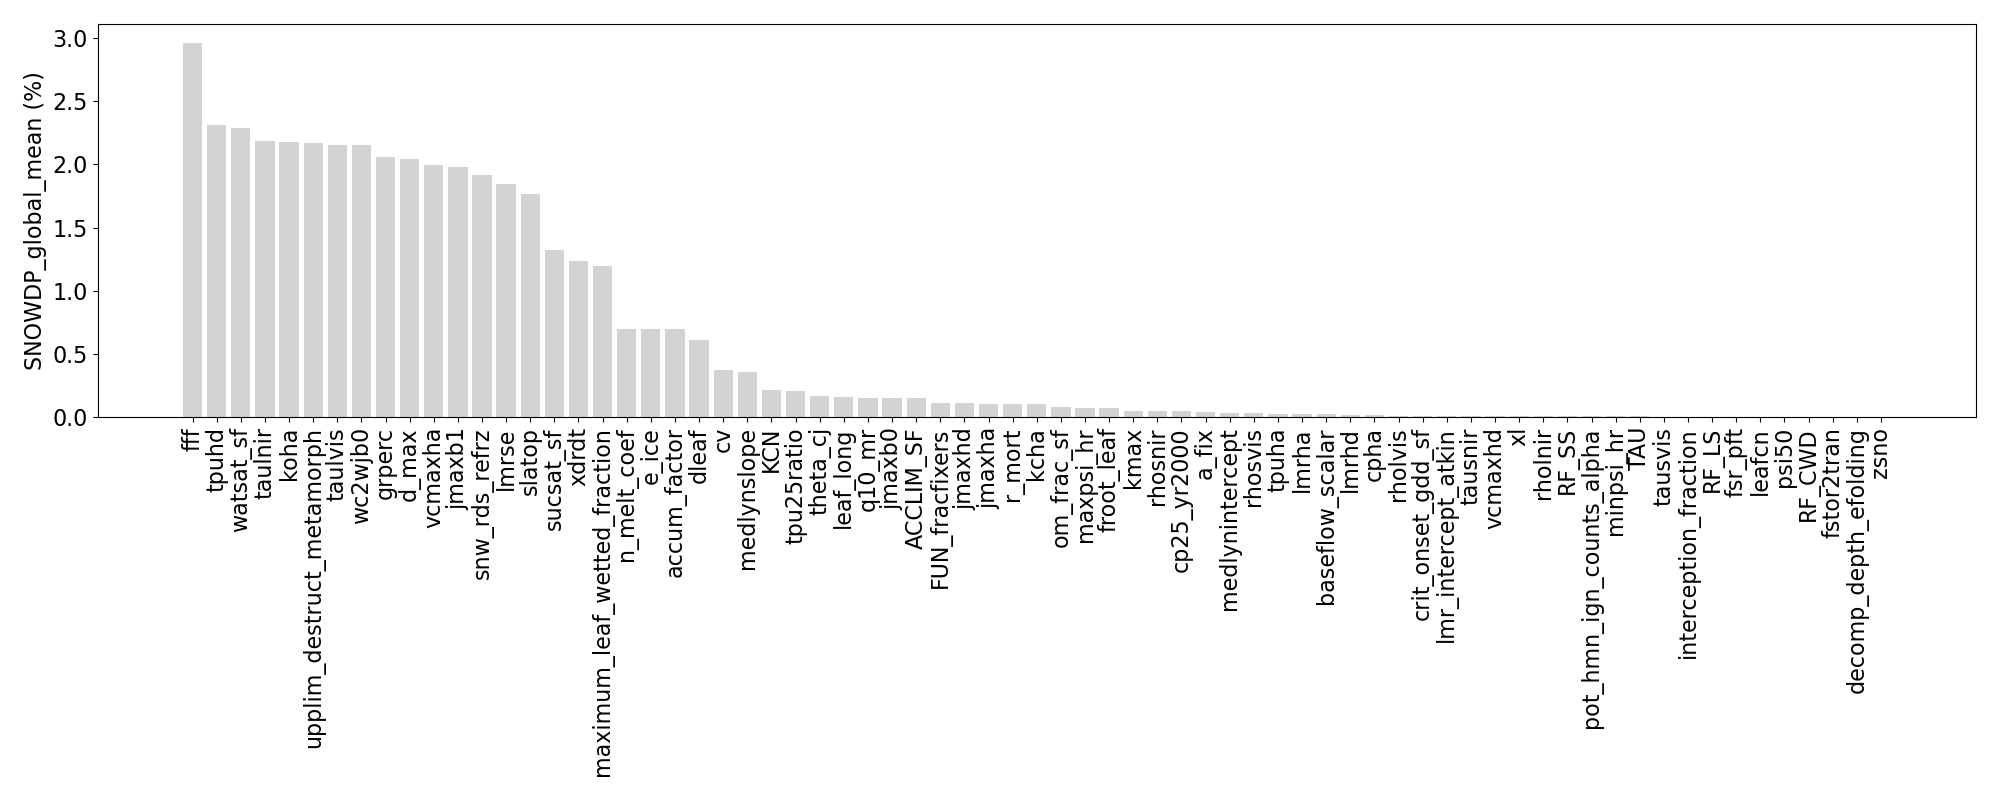 SNOWDP_global_mean (%)
3.0
2.5
2.0
1.5
1.0
0.5
0.0
fff
tpuhd
watsat_sf
taulnir
koha
upplim_destruct_metamorph
taulvis
wc2wjb0
grperc
d_max
vcmaxha
jmaxb1
snw_rds_refrz
lmrse
slatop
sucsat_sf
xdrdt
maximum_leaf_wetted_fraction
n_melt_coef
e_ice
accum_factor
dleaf
cv
medlynslope
KCN
tpu25ratio
theta_cj
leaf_long
q10_mr
jmaxb0
ACCLIM_SF
FUN_fracfixers
jmaxhd
jmaxha
r_mort
kcha
om_frac_sf
maxpsi_hr
froot_leaf
kmax
rhosnir
cp25_yr2000
a_fix
medlynintercept
rhosvis
tpuha
lmrha
baseflow_scalar
lmrhd
cpha
rholvis
crit_onset_gdd_sf
lmr_intercept_atkin
tausnir
vcmaxhd
xl
rholnir
RF_SS
pot_hmn_ign_counts_alpha
minpsi_hr
TAU
tausvis
interception_fraction
RF_LS
fsr_pft
leafcn
psi50
RF_CWD
fstor2tran
decomp_depth_efolding
zsno